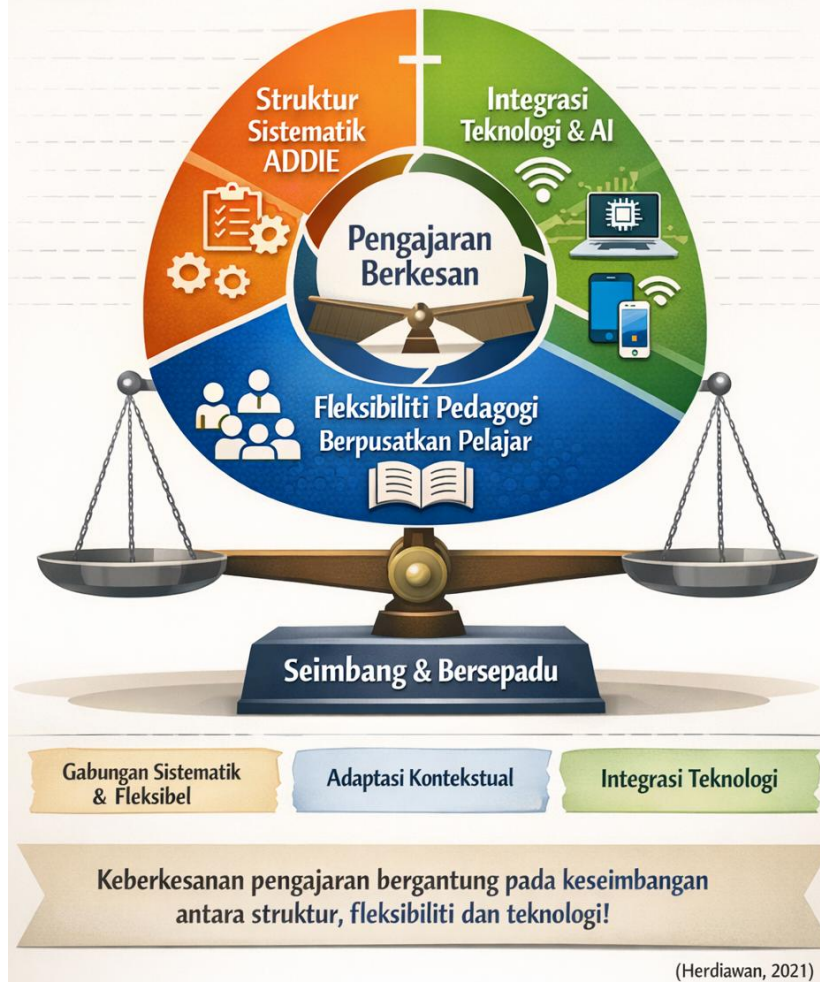 Struktur
Sistematik
ADDIE
Integrasi
Teknologi & AI
Pengajaran
Berkesan
Fleksibiliti Pedagogi
Berpusatkan Pelajar
Seimbang & Bersepadu
Gabungan Sistematik
& Fleksibel
Adaptasi Kontekstual
Integrasi Teknologi
Keberkesanan pengajaran bergantung pada keseimbangan
antara struktur, fleksibiliti dan teknologi!
(Herdiawan, 2021)